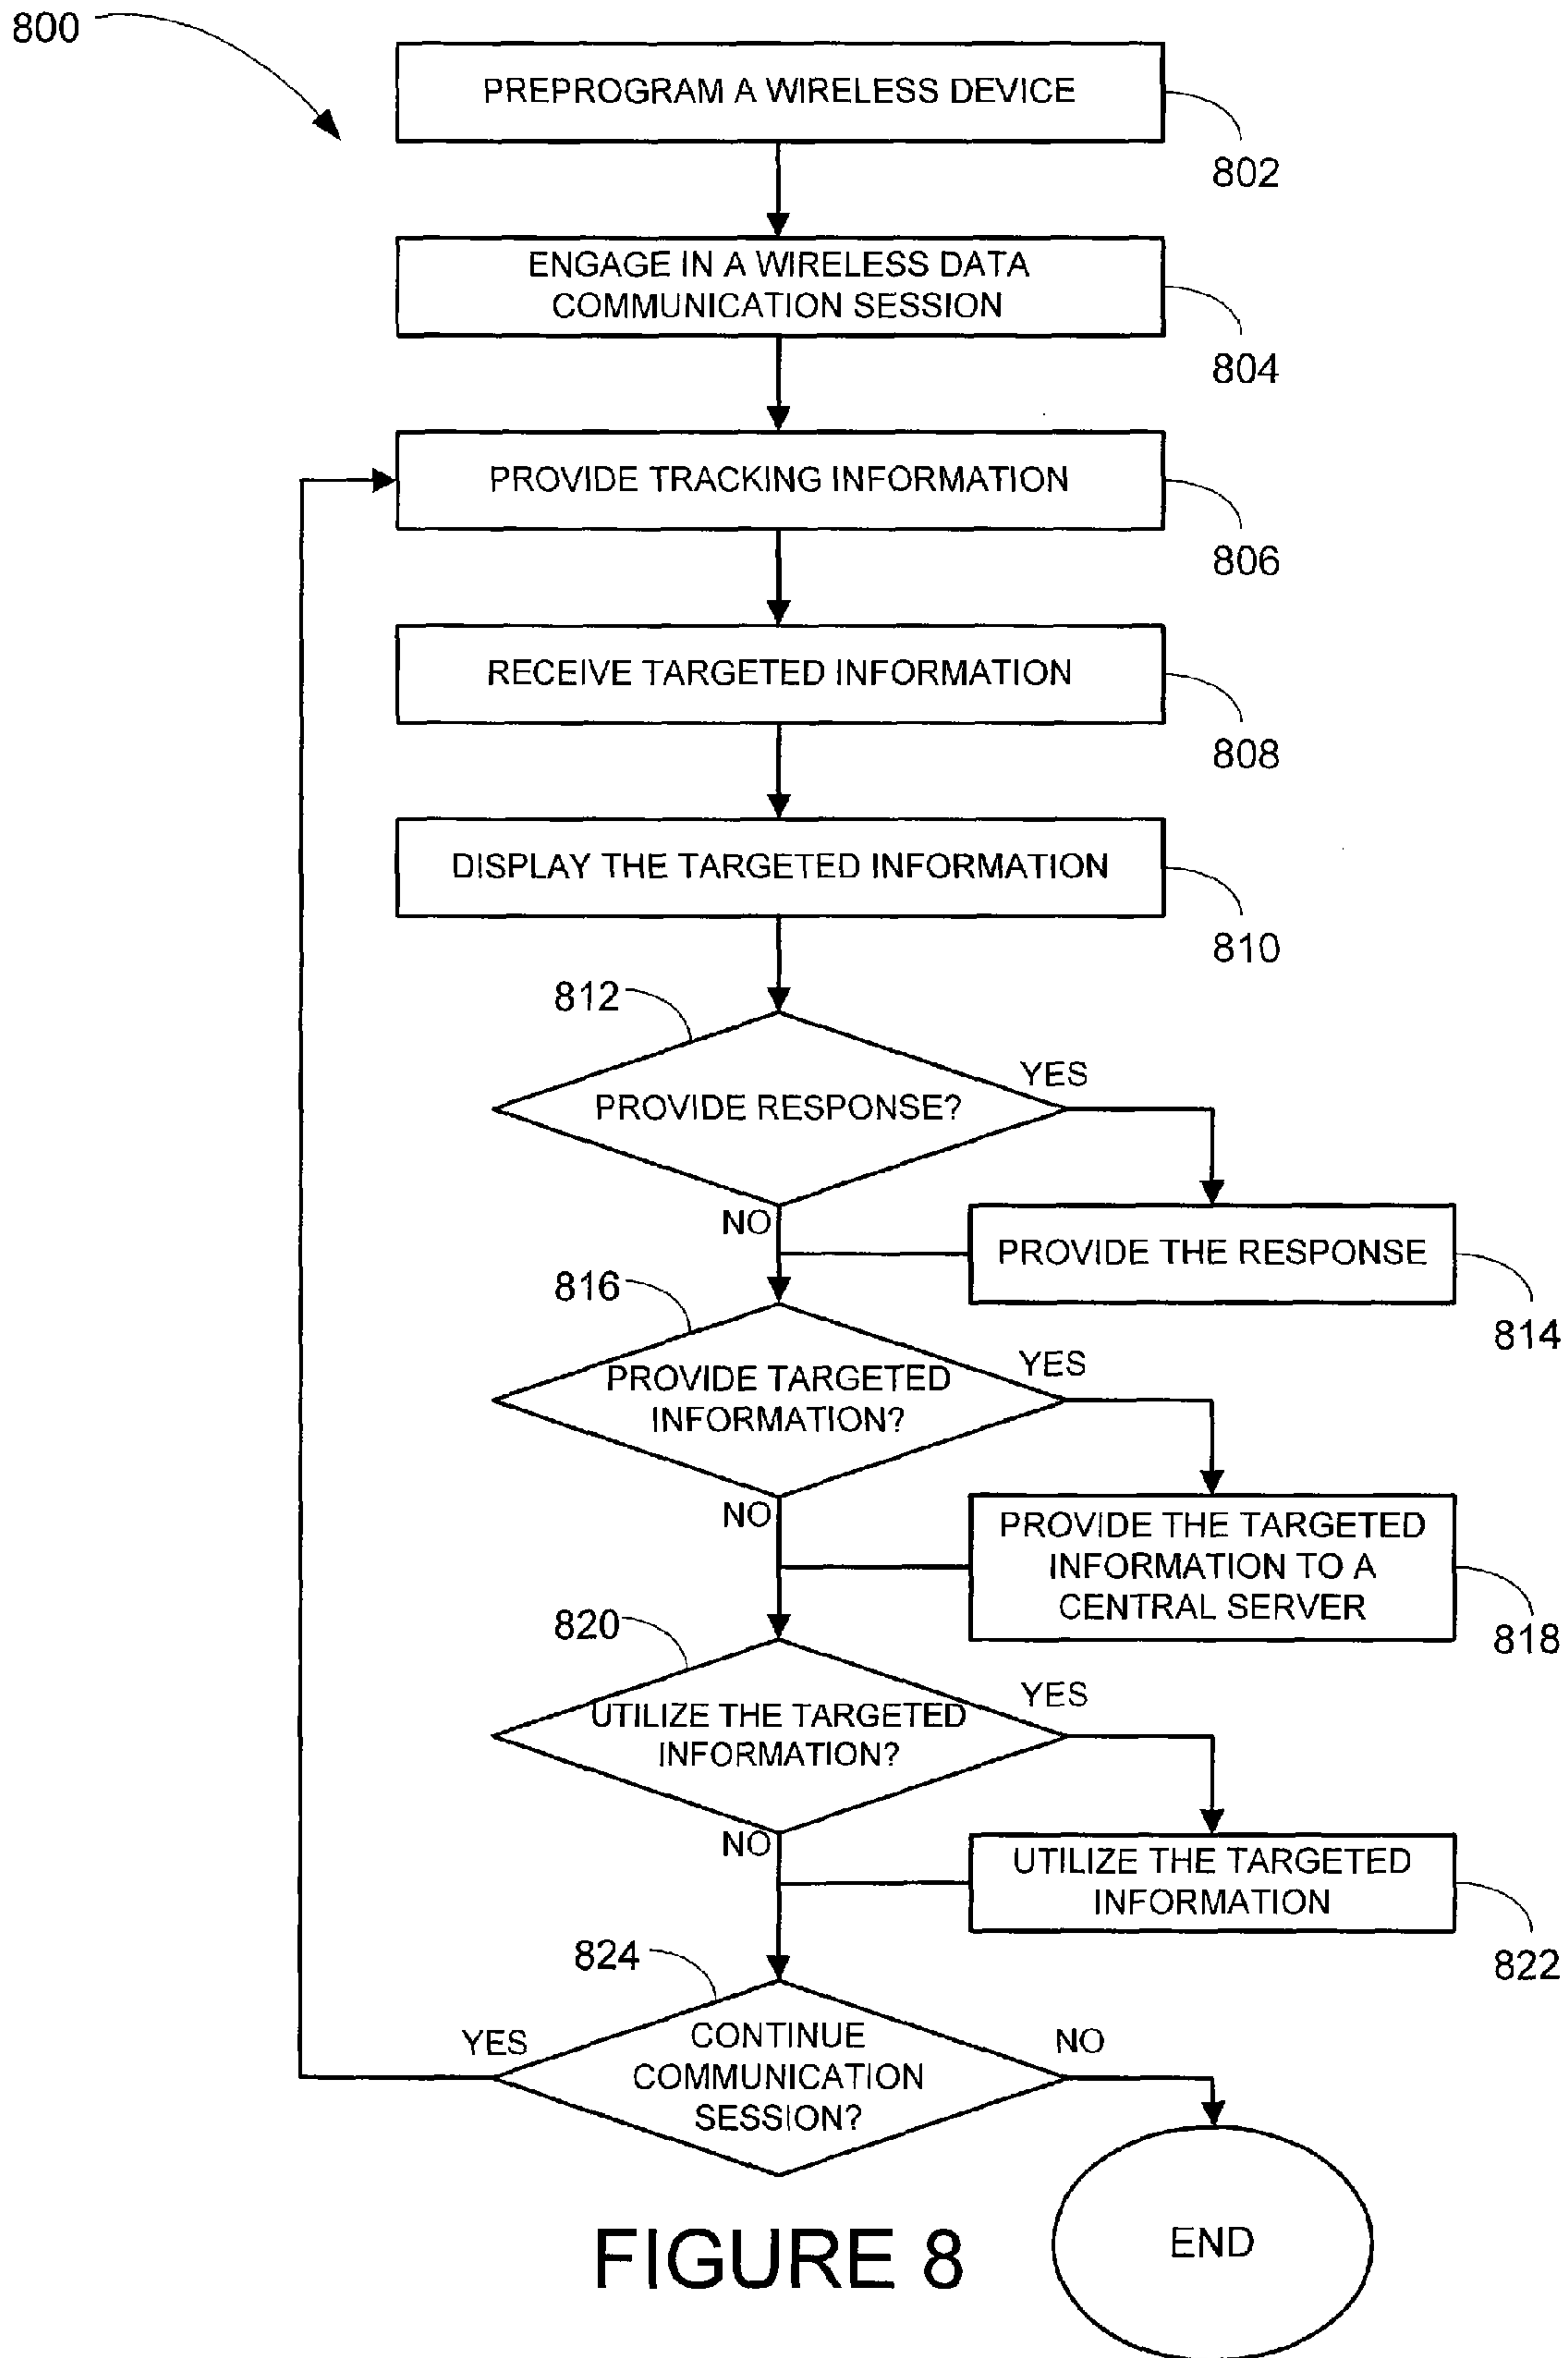 800
PREPROGRAM A WIRELESS DEVICE
802
ENGAGE IN A WIRELESS DATA
COMMUNICATION SESSION
804
PROVIDE TRACKING INFORMATION
806
RECEIVE TARGETED INFORMATION
808
DISPLAY THE TARGETED INFORMATION
810
812
PROVIDE RESPONSE?
YES
NO
PROVIDE THE RESPONSE
814
816
PROVIDE TARGETED
INFORMATION?
YES
NO
PROVIDE THE TARGETED
INFORMATION TO A
CENTRAL SERVER
818
820
UTILIZE THE TARGETED
INFORMATION?
YES
NO
UTILIZE THE TARGETED
INFORMATION
822
824
YES
CONTINUE
COMMUNICATION
SESSION?
NO
END
FIGURE 8